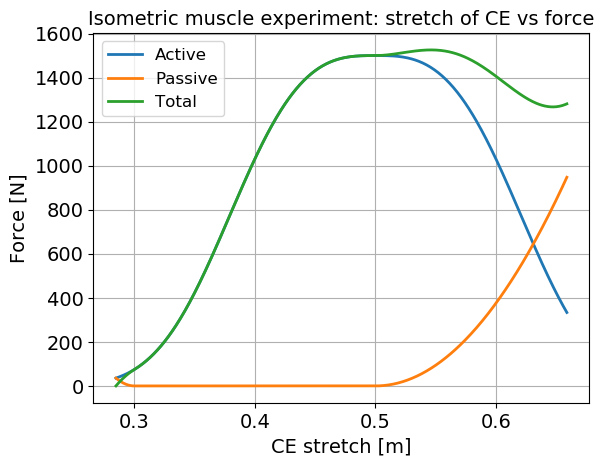 Isometric muscle experiment: stretch of CE vs force
1600
1400
1200
1000
800
600
400
200
0
Force [N]
Active
Passive
Total
0.3
0.4
0.5
0.6
CE stretch [m]